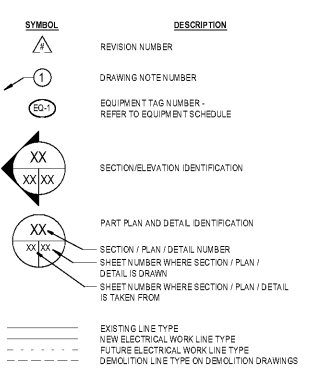 SYMBOL DESCRIPTION
# REVISION NUMBER
1 DRAWING NOTE NUMBER
EQ-1 EQUIPMENT TAG NUMBER -
REFER TO EQUIPMENT SCHEDULE
XX
XX XX
SECTION/ELEVATION IDENTIFICATION
PART PLAN AND DETAIL IDENTIFICATION
XX
XX XX
SECTION / PLAN / DETAIL NUMBER
SHEET NUMBER WHERE SECTION / PLAN /
DETAIL IS DRAWN
SHEET NUMBER WHERE SECTION / PLAN / DETAIL
IS TAKEN FROM
EXISTING LINE TYPE
NEW ELECTRICAL WORK LINE TYPE
FUTURE ELECTRICAL WORK LINE TYPE
DEMOLITION LINE TYPE ON DEMOLITION DRAWINGS